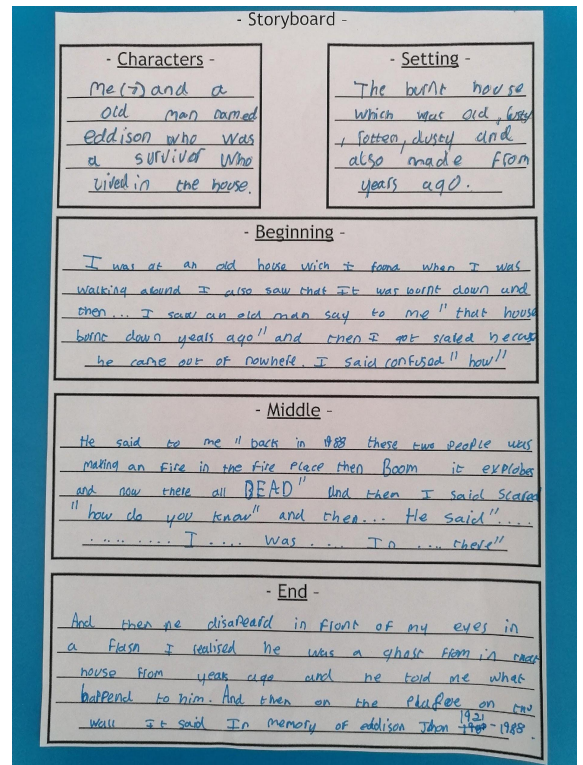 - Storyboard -
- Characters -
Me (7) and a
old man named
eddison who was
a survivor who
lived in the house.
- Setting -
The burnt house
which was old, rusty
, rotten, dusty and
also made from
years ago.
- Beginning -
I was at an old house wich I found when I was
walking around I also saw that It was burnt down and
then... I saw an old man say to me "that house
burnt down years ago" and then I got scared because
he came out of nowhere. I said confused "how"
- Middle -
He said to me "back in 1988 these two people was
making an fire in the fire place then Boom it explobes
and now there all DEAD" and then I said scared
"how do you know" and then... He said"....
......... I .... was .... In .... there"
- End -
And then he disapeard in front of my eyes in
a flash I realised he was a ghost from in that
house from years ago and he told me what
happend to him. And then on the on the
wall It said In memory of eddison Jhon 1921 - 1988.